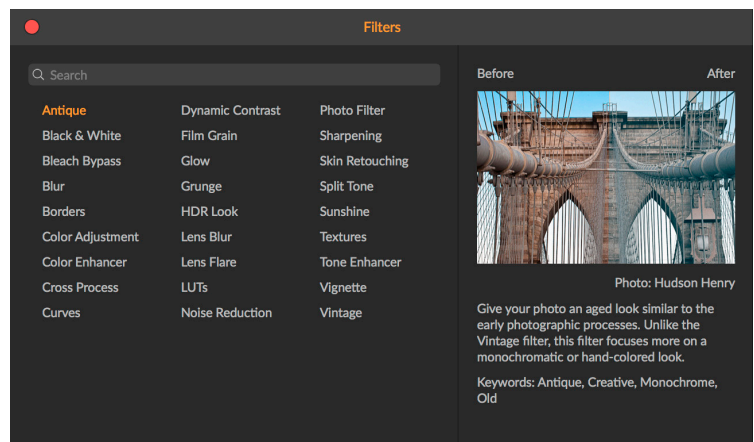 Filters
Search
Antique
Black & White
Bleach Bypass
Blur
Borders
Color Adjustment
Color Enhancer
Cross Process
Curves
Dynamic Contrast
Film Grain
Glow
Grunge
HDR Look
Lens Blur
Lens Flare
LUTs
Noise Reduction
Photo Filter
Sharpening
Skin Retouching
Split Tone
Sunshine
Textures
Tone Enhancer
Vignette
Vintage
Before After
Photo: Hudson Henry
Give your photo an aged look similar to the
early photographic processes. Unlike the
Vintage filter, this filter focuses more on a
monochromatic or hand-colored look.
Keywords: Antique, Creative, Monochrome,
Old